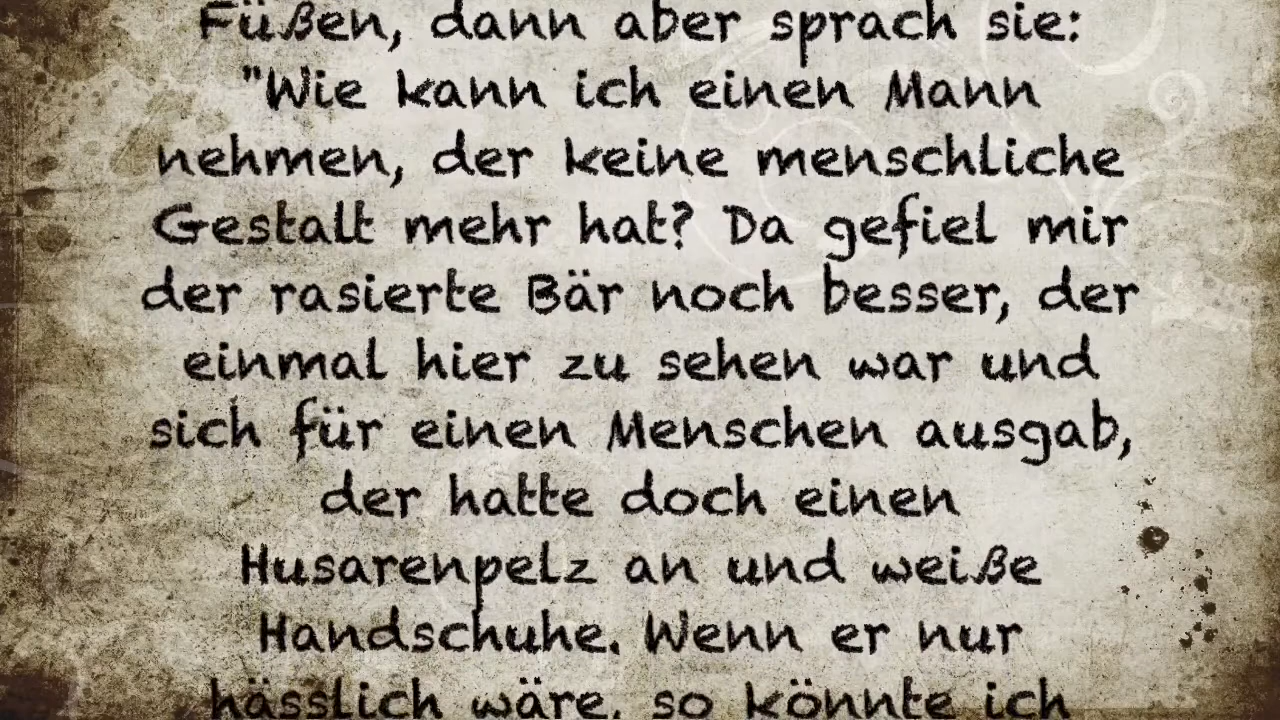 Füßen, dann aber sprach sie:
"Wie kann ich einen Mann
nehmen, der keine menschliche
Gestalt mehr hat? Da gefiel mir
der rasierte Bär noch besser, der
einmal hier zu sehen war und
sich für einen Menschen ausgab,
der hatte doch einen
Husarenpelz an und weiße
Handschuhe. Wenn er nur
hässlich wäre, so könnte ich